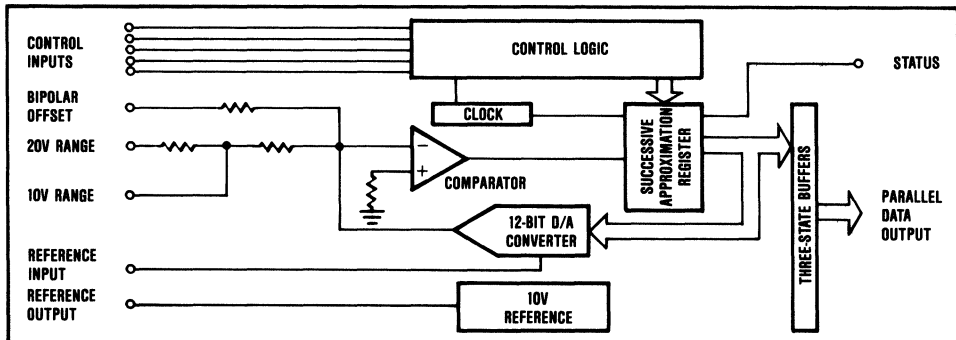 CONTROL
INPUTS
CONTROL LOGIC
STATUS
BIPOLAR
OFFSET
CLOCK
20V RANGE
−
+
COMPARATOR
SUCCESSIVE
APPROXIMATION
REGISTER
10V RANGE
12-BIT D/A
CONVERTER
THREE-STATE BUFFERS
PARALLEL
DATA
OUTPUT
REFERENCE
INPUT
REFERENCE
OUTPUT
10V
REFERENCE